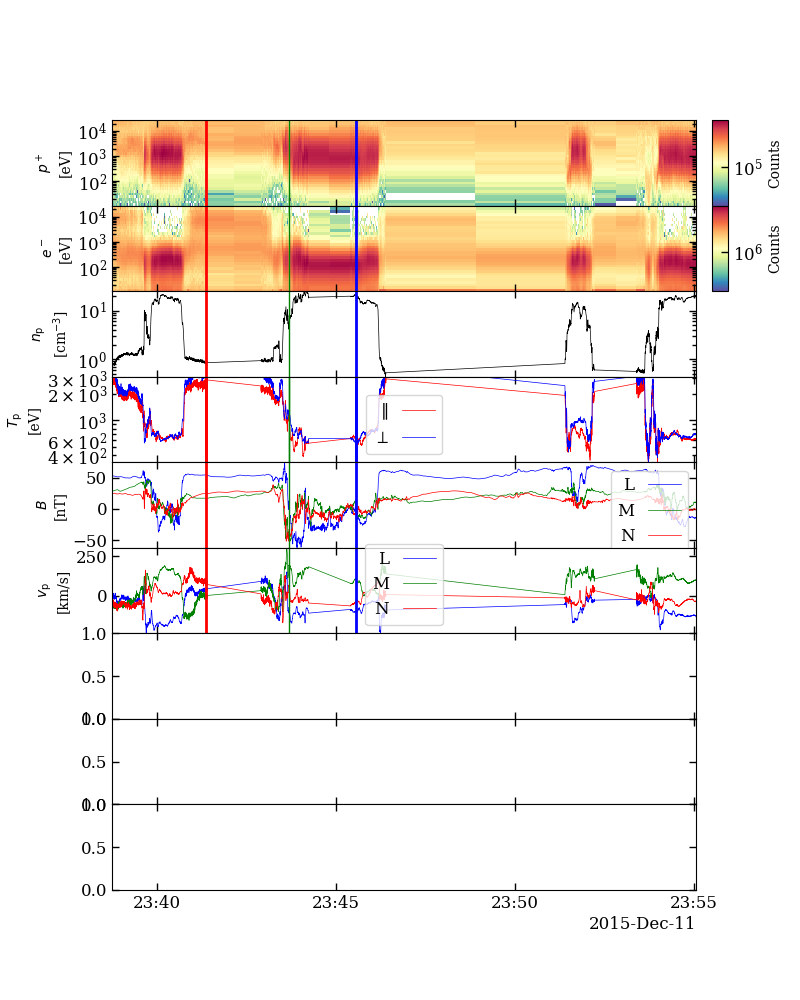 10⁴
10³
10²
p⁺
[eV]
10⁵
Counts
10⁴
10³
10²
e⁻
[eV]
10⁶
Counts
10¹
10⁰
nₚ
[cm⁻³]
3 × 10³
2 × 10³
10³
6 × 10²
4 × 10²
Tₚ
[eV]
∥
⊥
50
0
−50
B
[nT]
L
M
N
250
0
vₚ
[km/s]
L
M
N
1.0
0.5
0.0
1.0
0.5
0.0
1.0
0.5
0.0
23:40
23:45
23:50
23:55
2015-Dec-11